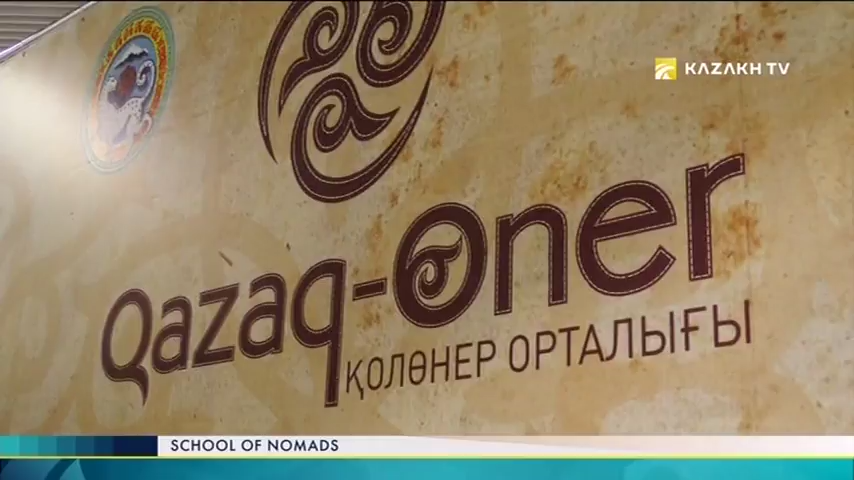 KAZAKH TV
Qazaq-Өner
ҚОЛӨНЕР ОРТАЛЫҒЫ
SCHOOL OF NOMADS